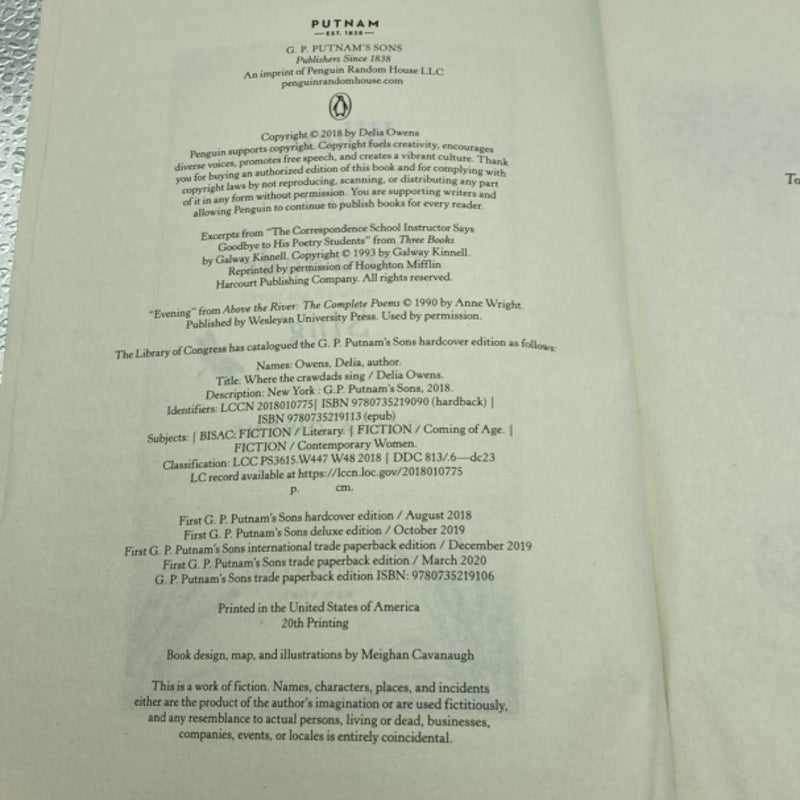 PUTNAM
—EST. 1838—
G. P. PUTNAM'S SONS
Publishers Since 1838
An imprint of Penguin Random House LLC
penguinrandomhouse.com
Copyright © 2018 by Delia Owens
Penguin supports copyright. Copyright fuels creativity, encourages
diverse voices, promotes free speech, and creates a vibrant culture. Thank
you for buying an authorized edition of this book and for complying with
copyright laws by not reproducing, scanning, or distributing any part
of it in any form without permission. You are supporting writers and
allowing Penguin to continue to publish books for every reader.
Excerpts from "The Correspondence School Instructor Says
Goodbye to His Poetry Students" from Three Books
by Galway Kinnell. Copyright © 1993 by Galway Kinnell.
Reprinted by permission of Houghton Mifflin
Harcourt Publishing Company. All rights reserved.
"Evening" from Above the River: The Complete Poems © 1990 by Anne Wright.
Published by Wesleyan University Press. Used by permission.
The Library of Congress has catalogued the G. P. Putnam's Sons hardcover edition as follows:
Names: Owens, Delia, author.
Title: Where the crawdads sing / Delia Owens.
Description: New York : G.P. Putnam's Sons, 2018.
Identifiers: LCCN 2018010775| ISBN 9780735219090 (hardback) |
ISBN 9780735219113 (epub)
Subjects: | BISAC: FICTION / Literary. | FICTION / Coming of Age. |
FICTION / Contemporary Women.
Classification: LCC PS3615.W447 W48 2018 | DDC 813/.6—dc23
LC record available at https://lccn.loc.gov/2018010775
p. cm.
First G. P. Putnam's Sons hardcover edition / August 2018
First G. P. Putnam's Sons deluxe edition / October 2019
First G. P. Putnam's Sons international trade paperback edition / December 2019
First G. P. Putnam's Sons trade paperback edition / March 2020
G. P. Putnam's Sons trade paperback edition ISBN: 9780735219106
Printed in the United States of America
20th Printing
Book design, map, and illustrations by Meighan Cavanaugh
This is a work of fiction. Names, characters, places, and incidents
either are the product of the author's imagination or are used fictitiously,
and any resemblance to actual persons, living or dead, businesses,
companies, events, or locales is entirely coincidental.
To